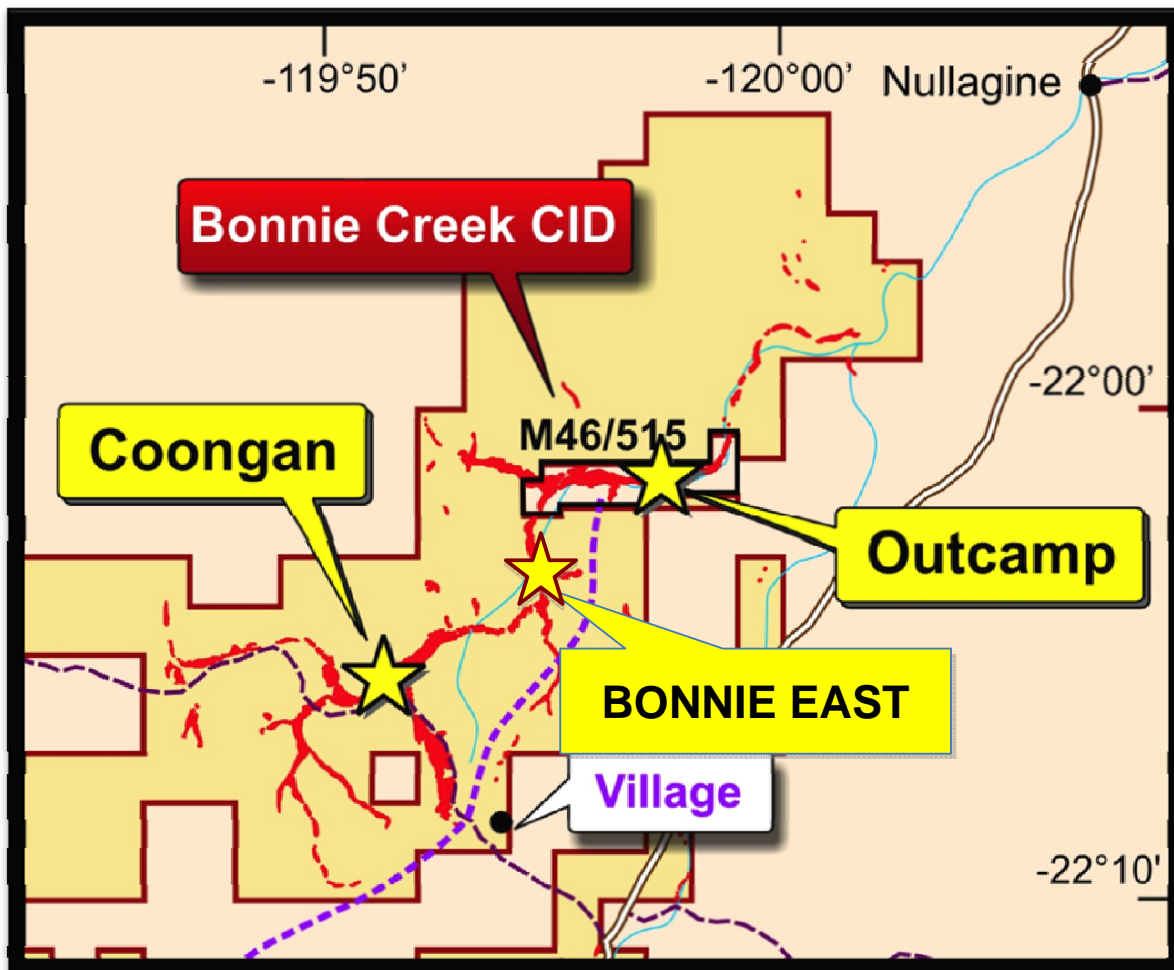 -119°50'
-120°00'
Nullagine
Bonnie Creek CID
-22°00'
M46/515
Coongan
Outcamp
BONNIE EAST
Village
-22°10'